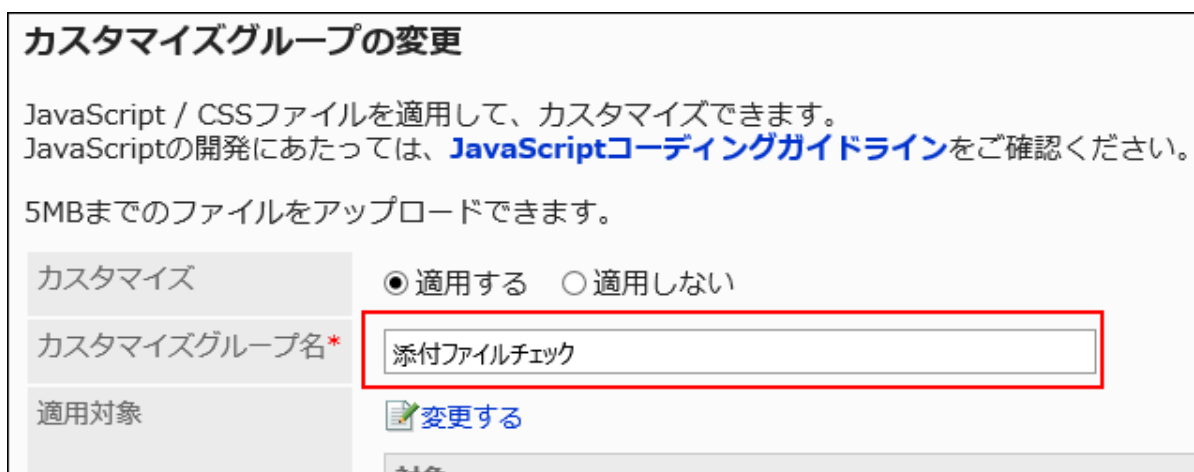 カスタマイズグループの変更
JavaScript / CSSファイルを適用して、カスタマイズできます。
JavaScriptの開発にあたっては、JavaScriptコーディングガイドラインをご確認ください。
5MBまでのファイルをアップロードできます。
カスタマイズ 適用する 適用しない
カスタマイズグループ名* 添付ファイルチェック
適用対象 変更する
対象